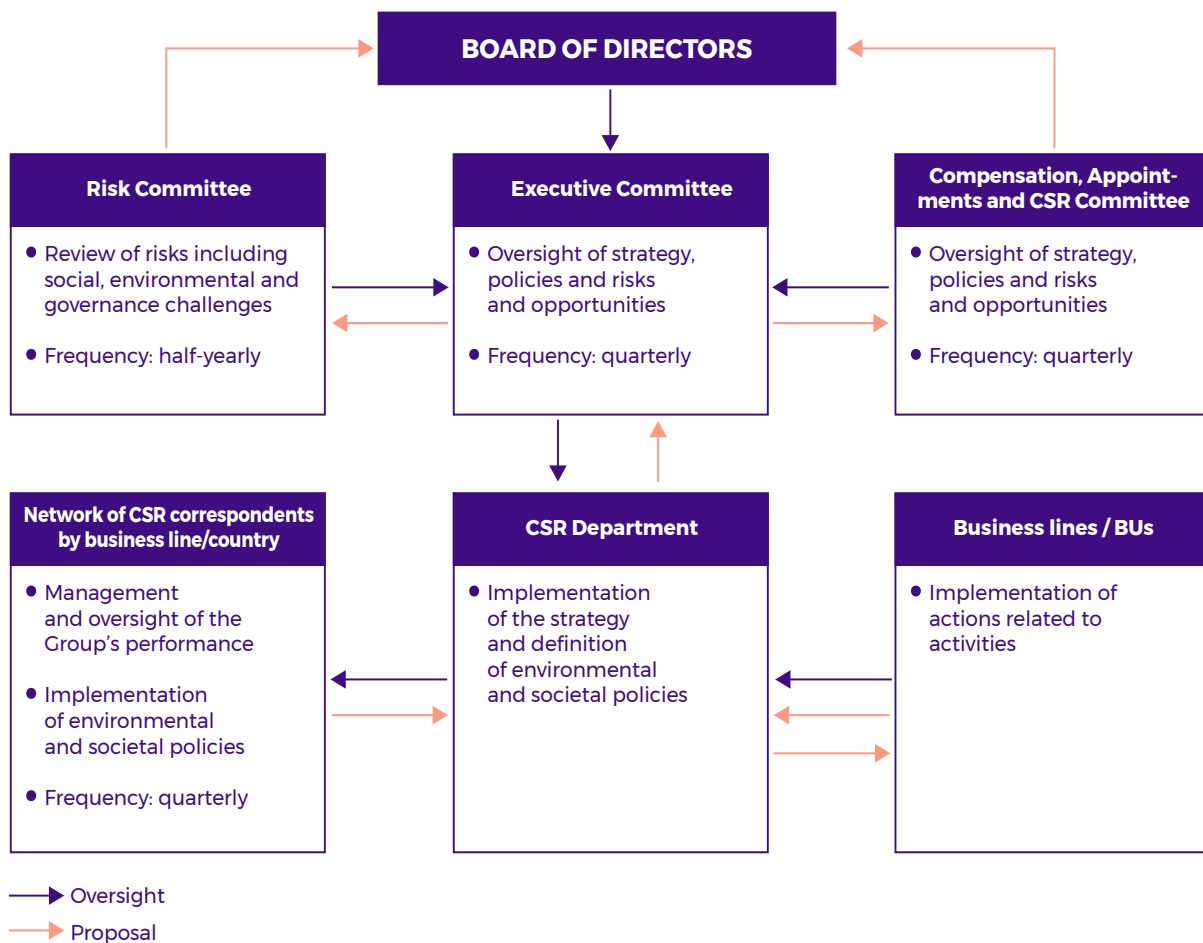 BOARD OF DIRECTORS
Risk Committee
• Review of risks including
social, environmental and
governance challenges
• Frequency: half-yearly
Executive Committee
• Oversight of strategy,
policies and risks
and opportunities
• Frequency: quarterly
Compensation, Appoint-
ments and CSR Committee
• Oversight of strategy,
policies and risks
and opportunities
• Frequency: quarterly
Network of CSR correspondents
by business line/country
• Management
and oversight of the
Group’s performance
• Implementation
of environmental
and societal policies
• Frequency: quarterly
CSR Department
• Implementation
of the strategy
and definition
of environmental
and societal policies
Business lines / BUs
• Implementation of
actions related to
activities
Oversight
Proposal